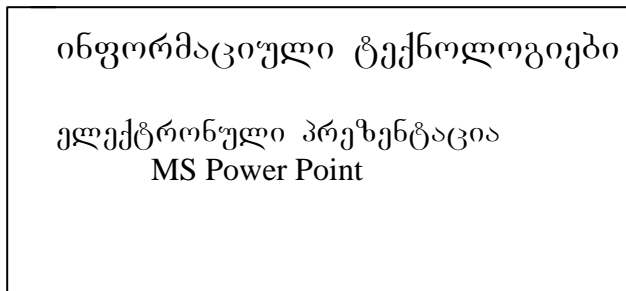 ინფორმაციული ტექნოლოგიები
ელექტრონული პრეზენტაცია
MS Power Point